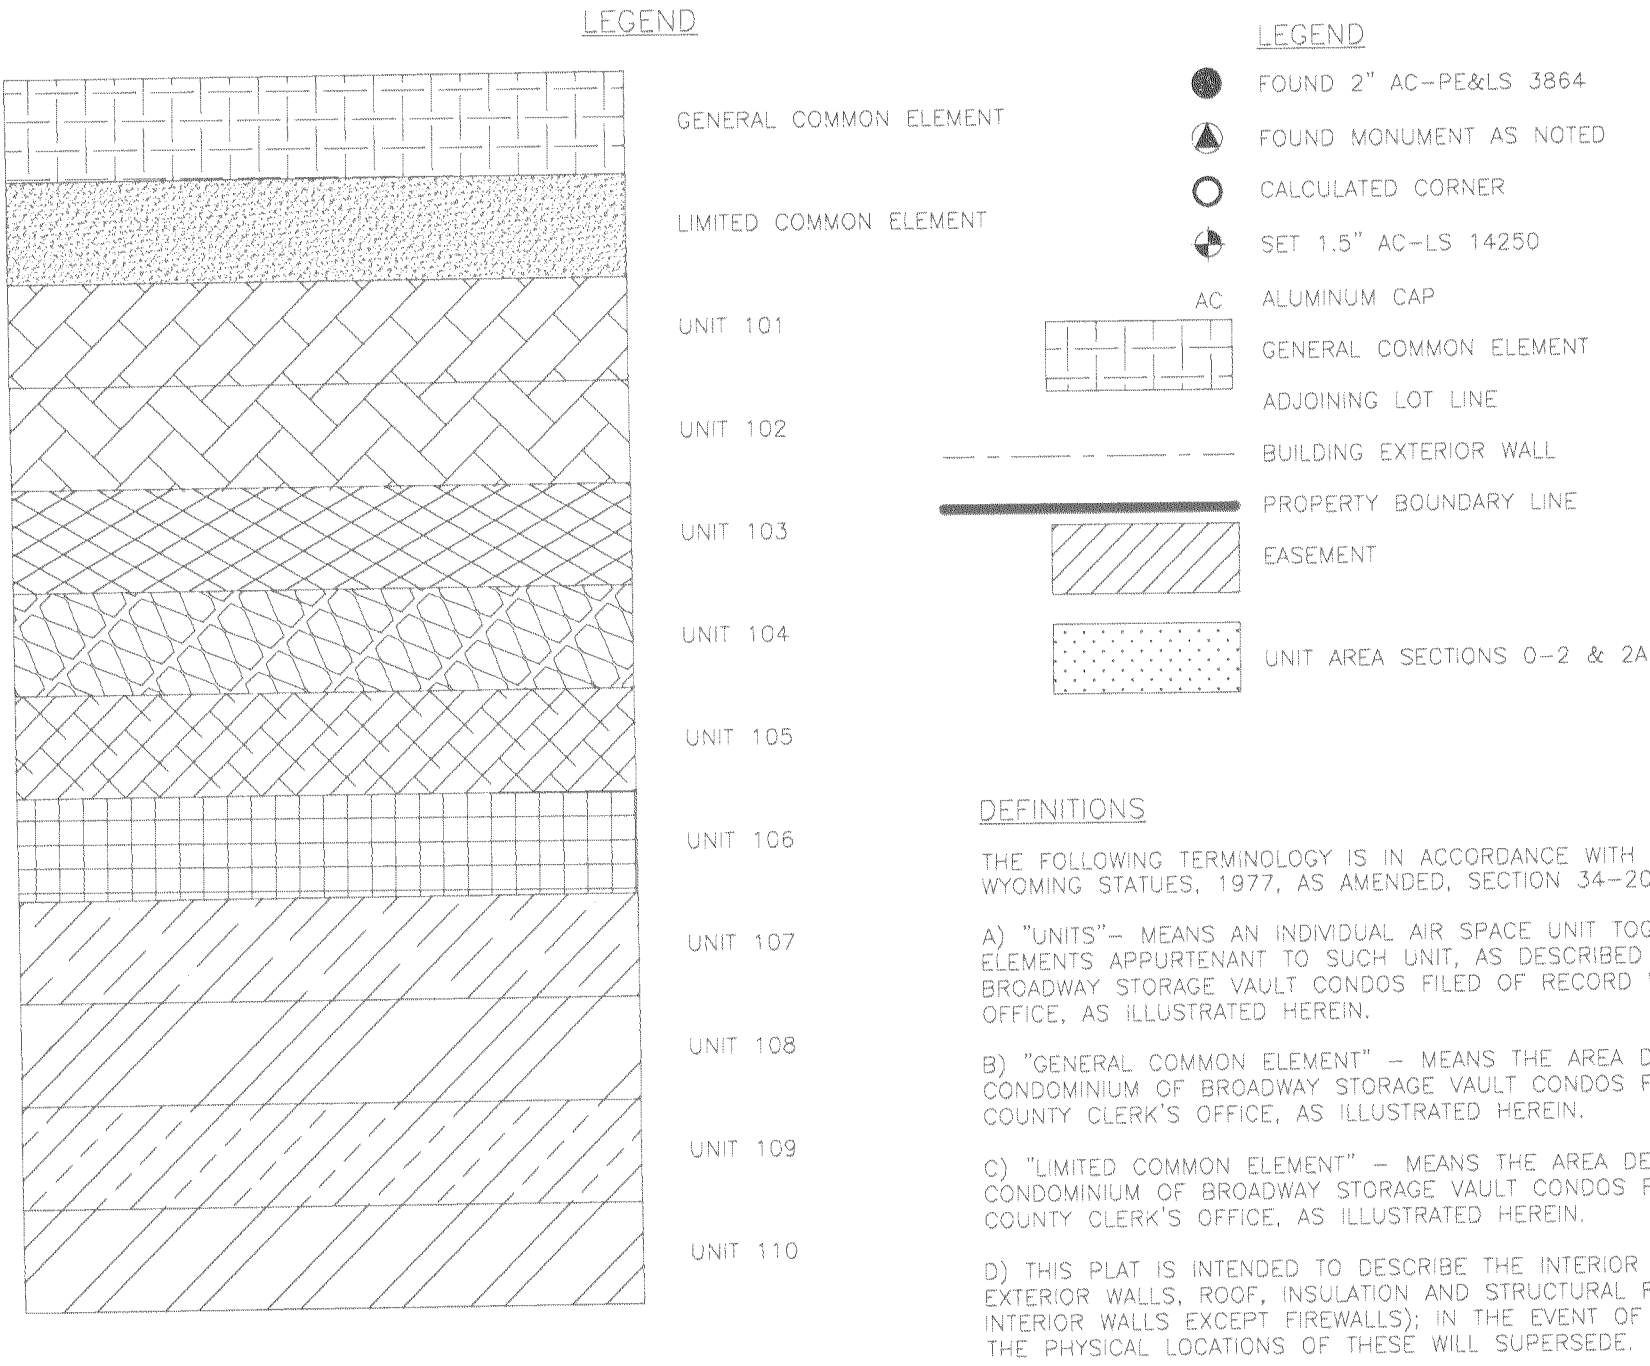 LEGEND
GENERAL COMMON ELEMENT
LIMITED COMMON ELEMENT
UNIT 101
UNIT 102
UNIT 103
UNIT 104
UNIT 105
UNIT 106
UNIT 107
UNIT 108
UNIT 109
UNIT 110
LEGEND
FOUND 2" AC-PE&LS 3864
FOUND MONUMENT AS NOTED
CALCULATED CORNER
SET 1.5" AC-LS 14250
AC ALUMINUM CAP
GENERAL COMMON ELEMENT
ADJOINING LOT LINE
BUILDING EXTERIOR WALL
PROPERTY BOUNDARY LINE
EASEMENT
UNIT AREA SECTIONS 0-2 & 2A
DEFINITIONS
THE FOLLOWING TERMINOLOGY IS IN ACCORDANCE WITH
WYOMING STATUES, 1977, AS AMENDED, SECTION 34-20
A) "UNITS"- MEANS AN INDIVIDUAL AIR SPACE UNIT TOG
ELEMENTS APPURTENANT TO SUCH UNIT, AS DESCRIBED
BROADWAY STORAGE VAULT CONDOS FILED OF RECORD
OFFICE, AS ILLUSTRATED HEREIN.
B) "GENERAL COMMON ELEMENT" - MEANS THE AREA D
CONDOMINIUM OF BROADWAY STORAGE VAULT CONDOS F
COUNTY CLERK'S OFFICE, AS ILLUSTRATED HEREIN.
C) "LIMITED COMMON ELEMENT" - MEANS THE AREA DE
CONDOMINIUM OF BROADWAY STORAGE VAULT CONDOS F
COUNTY CLERK'S OFFICE, AS ILLUSTRATED HEREIN.
D) THIS PLAT IS INTENDED TO DESCRIBE THE INTERIOR
EXTERIOR WALLS, ROOF, INSULATION AND STRUCTURAL F
INTERIOR WALLS EXCEPT FIREWALLS); IN THE EVENT OF
THE PHYSICAL LOCATIONS OF THESE WILL SUPERSEDE.